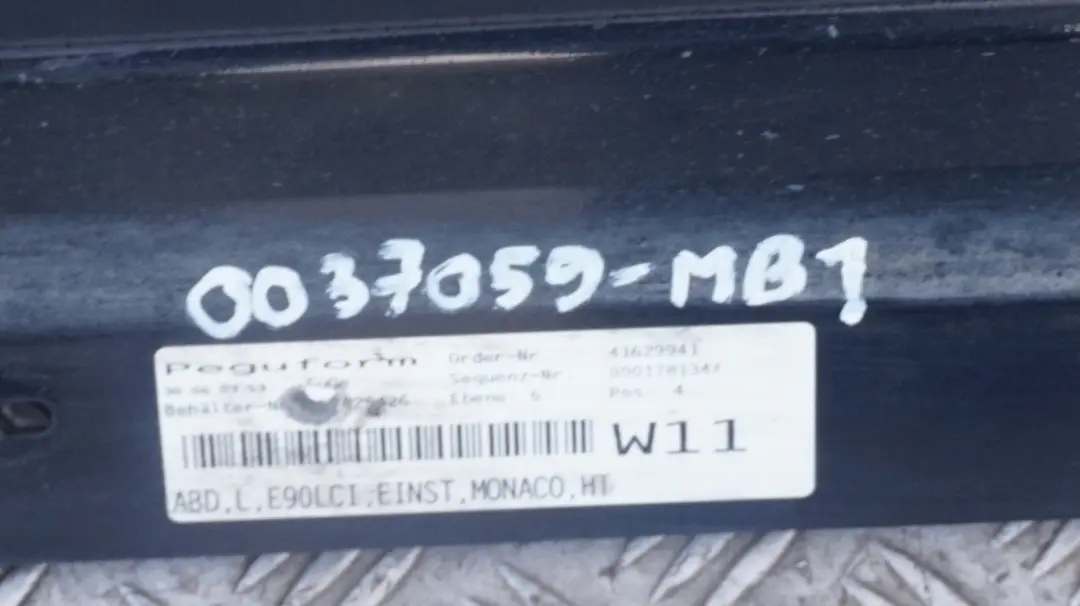 0037059-MB1
Peguform Order-Nr 41629941
Sequenz-Nr
Ebene 6 Pos 4
W11
ABD,L,E90LCI,EINST,MONACO,HT